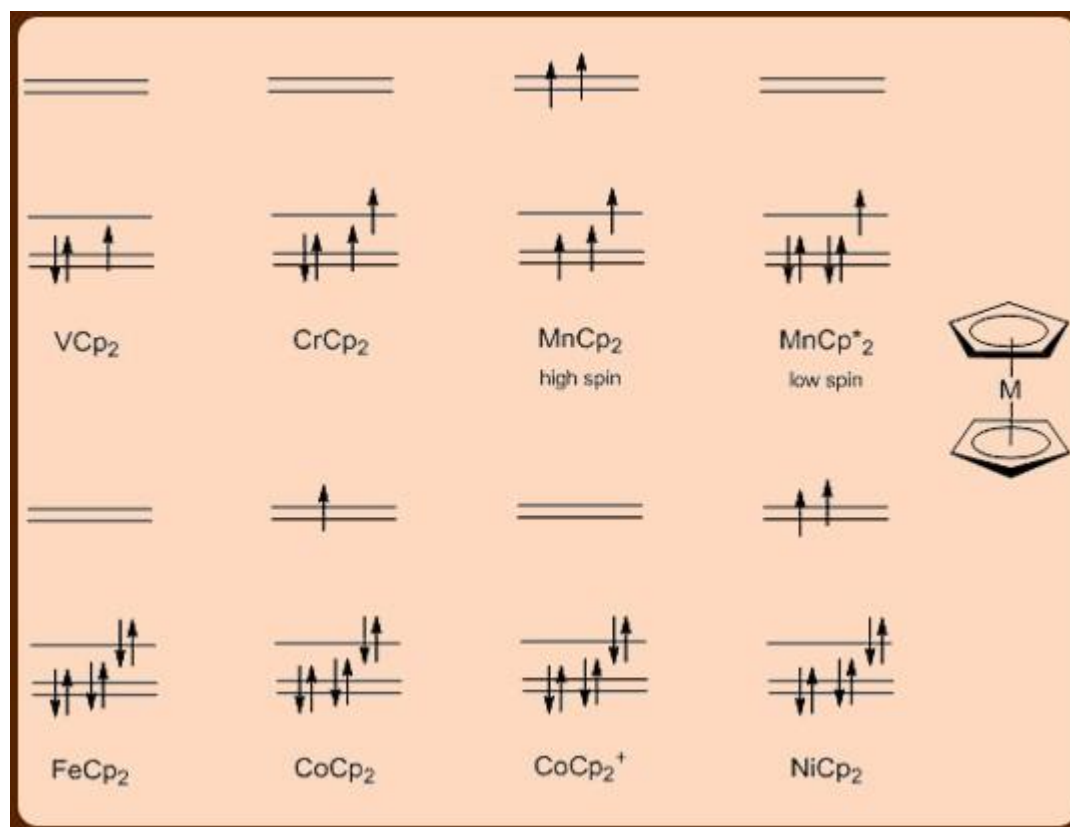 VCp₂ CrCp₂ MnCp₂ MnCp*₂
high spin low spin
M
FeCp₂ CoCp₂ CoCp₂⁺ NiCp₂